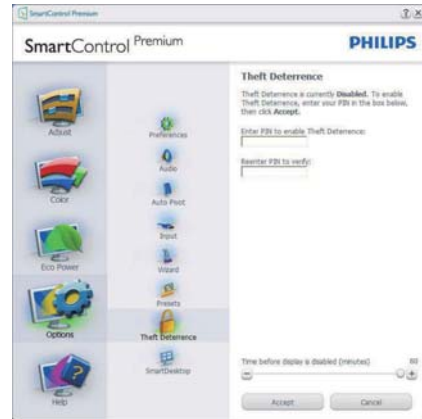 SmartControl Premium
SmartControl Premium
PHILIPS
Adjust
Color
Eco Power
Options
Help
Preferences
Audio
Auto Pivot
Input
Wizard
Presets
Theft Deterrence
SmartDesktop
Theft Deterrence
Theft Deterrence is currently Disabled. To enable
Theft Deterrence, enter your PIN in the box below,
then click Accept.
Enter PIN to enable Theft Deterrence:
Reenter PIN to verify:
Time before display is disabled (minutes) 60
Accept Cancel